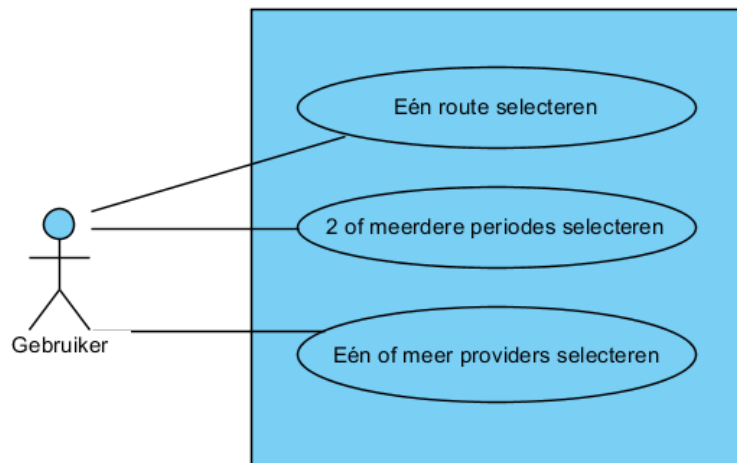 Eén route selecteren
2 of meerdere periodes selecteren
Eén of meer providers selecteren
Gebruiker